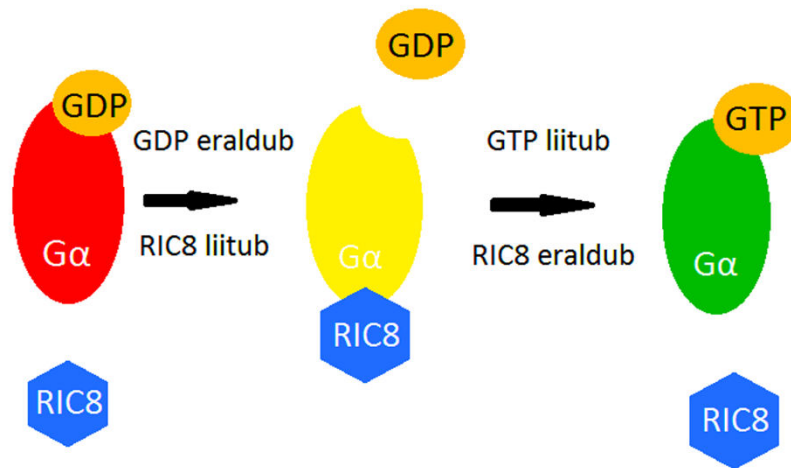 GDP
GDP
GTP
GDP eraldub
GTP liitub
RIC8 liitub
RIC8 eraldub
Gα
Gα
Gα
RIC8
RIC8
RIC8